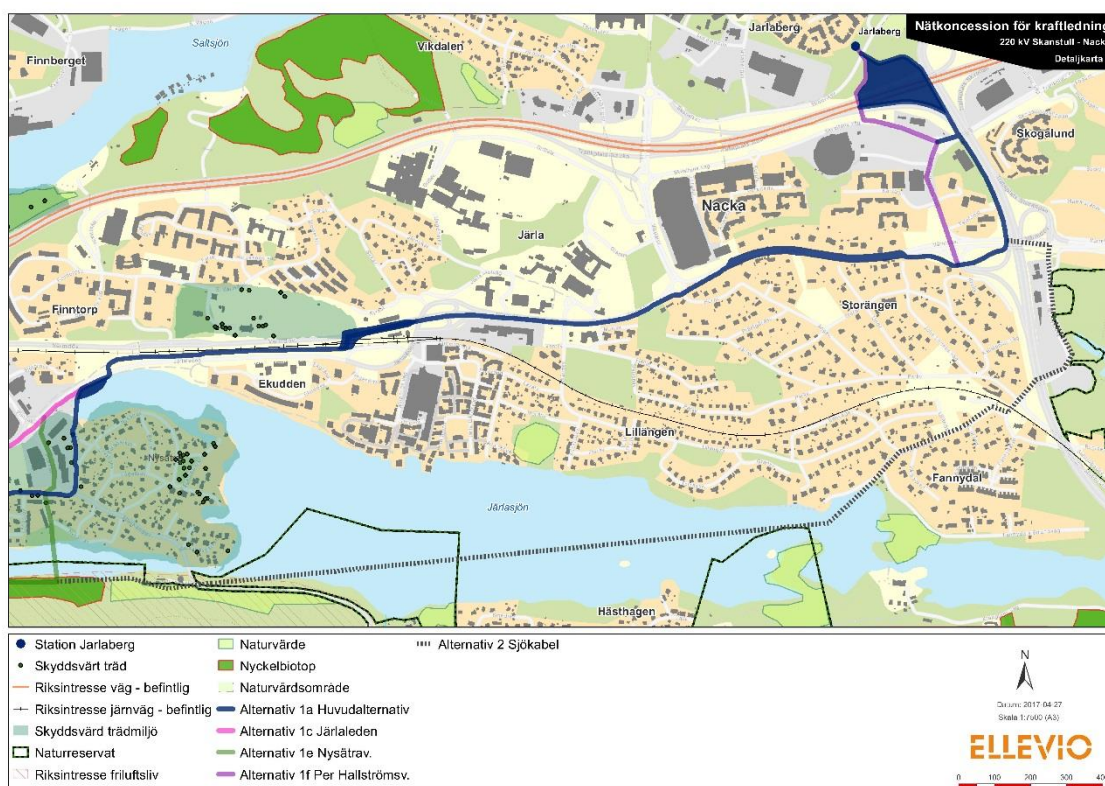 Nätkoncession för kraftledning
220 kV Skanstull - Nack
Detaljkarta
Jarlaberg
Jarlaberg
Saltsjön
Vikdalen
Finnberget
Skogalund
Nacka
Järla
Storängen
Finntorp
Ekudden
Lillängen
Fannydal
Järlasjön
Hästhagen
Station Jarlaberg
Skyddsvärt träd
Riksintresse väg - befintlig
Riksintresse järnväg - befintlig
Skyddsvärd trädmiljö
Naturreservat
Riksintresse friluftsliv
Naturvärde
Nyckelbiotop
Naturvårdsområde
Alternativ 1a Huvudalternativ
Alternativ 1c Järlaleden
Alternativ 1e Nysätrav.
Alternativ 1f Per Hallströmsv.
Alternativ 2 Sjökabel
N
Datum: 2017-04-27
Skala 1:7500 (A3)
ELLEVIO
0 100 200 300 40